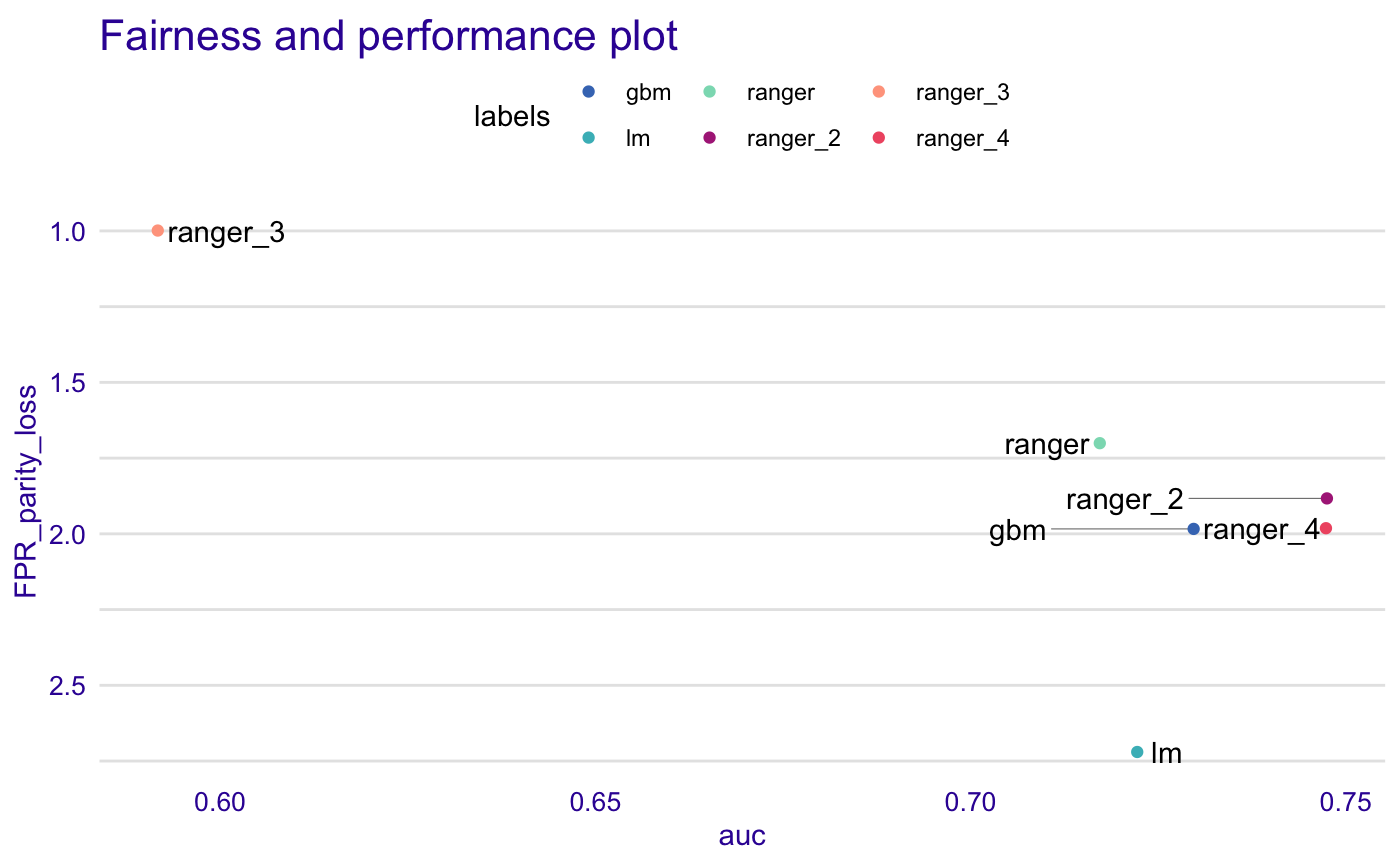 Fairness and performance plot
labels
gbm ranger ranger_3
lm ranger_2 ranger_4
FPR_parity_loss
1.0
ranger_3
1.5
ranger
ranger_2
gbm
ranger_4
2.0
2.5
lm
0.60 0.65 0.70 0.75
auc